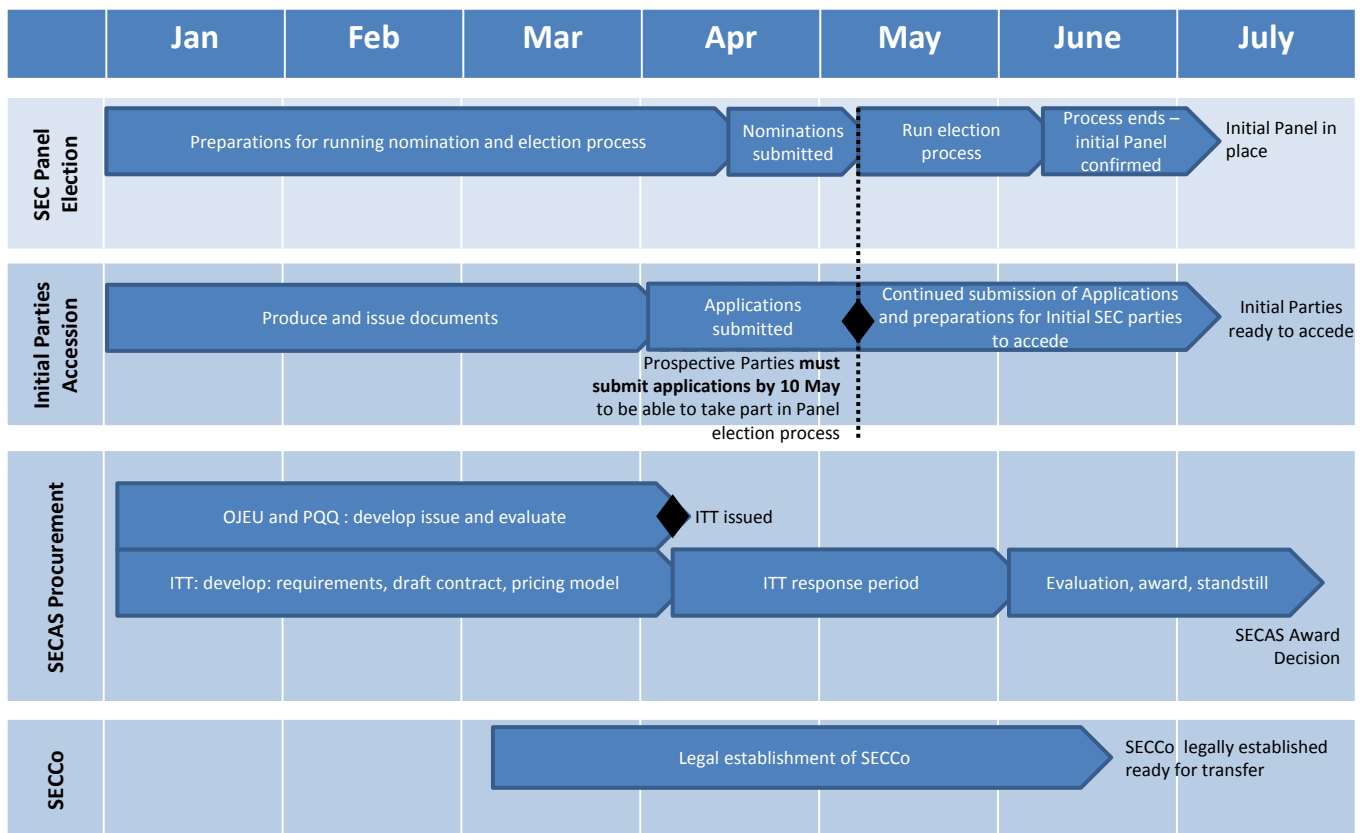 Jan Feb Mar Apr May June July
SEC Panel
Election
Preparations for running nomination and election process
Nominations
submitted
Run election
process
Process ends –
initial Panel
confirmed
Initial Panel in
place
Initial Parties
Accession
Produce and issue documents
Applications
submitted
Continued submission of Applications
and preparations for Initial SEC parties
to accede
Initial Parties
ready to accede
Prospective Parties must
submit applications by 10 May
to be able to take part in Panel
election process
SECAS Procurement
OJEU and PQQ : develop issue and evaluate
ITT issued
ITT: develop: requirements, draft contract, pricing model
ITT response period
Evaluation, award, standstill
SECAS Award
Decision
SECCo
Legal establishment of SECCo
SECCo legally established
ready for transfer